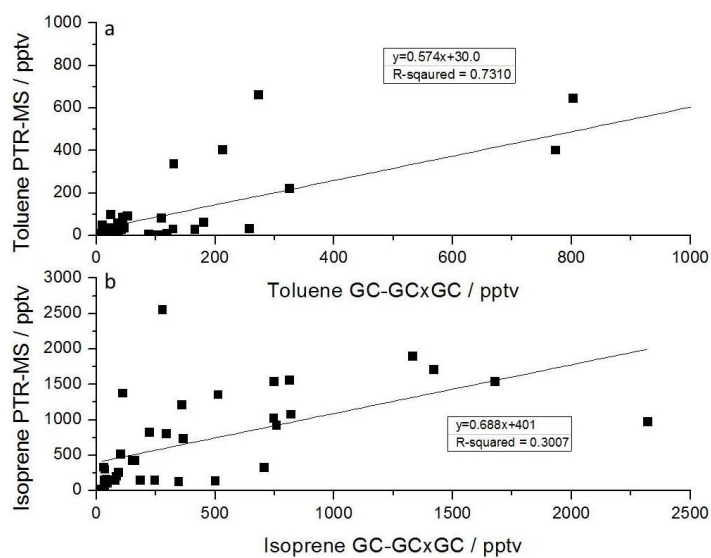 a
1000
800
600
400
200
0
Toluene PTR-MS / pptv
y=0.574x+30.0
R-sqaured = 0.7310
0 200 400 600 800 1000
Toluene GC-GCxGC / pptv
b
3000
2500
2000
1500
1000
500
0
Isoprene PTR-MS / pptv
y=0.688x+401
R-squared = 0.3007
0 500 1000 1500 2000 2500
Isoprene GC-GCxGC / pptv